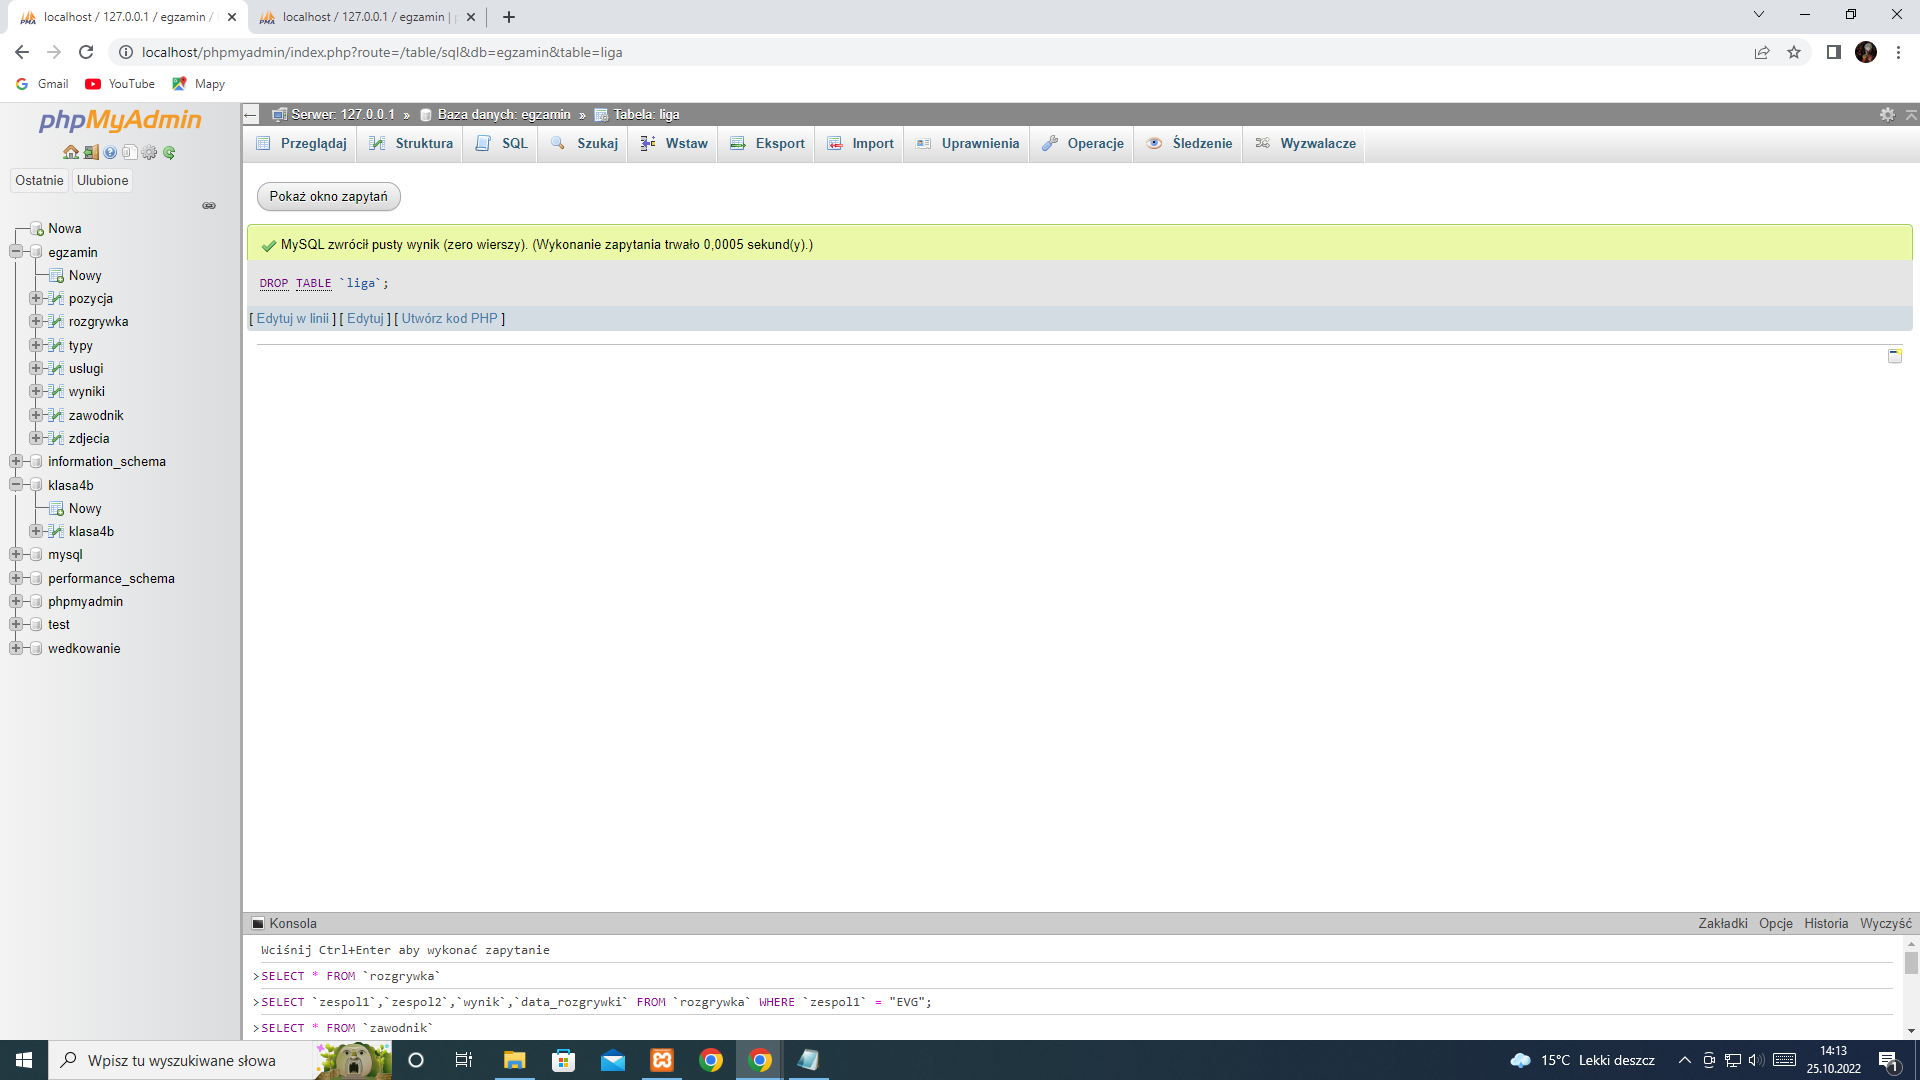 localhost / 127.0.0.1 / egzamin /
localhost / 127.0.0.1 / egzamin |
localhost/phpmyadmin/index.php?route=/table/sql&db=egzamin&table=liga
Gmail YouTube Mapy
phpMyAdmin
Ostatnie Ulubione
Nowa
egzamin
Nowy
pozycja
rozgrywka
typy
uslugi
wyniki
zawodnik
zdjecia
information_schema
klasa4b
Nowy
klasa4b
mysql
performance_schema
phpmyadmin
test
wedkowanie
Serwer: 127.0.0.1 » Baza danych: egzamin » Tabela: liga
Przeglądaj Struktura SQL Szukaj Wstaw Eksport Import Uprawnienia Operacje Śledzenie Wyzwalacze
Pokaż okno zapytań
MySQL zwrócił pusty wynik (zero wierszy). (Wykonanie zapytania trwało 0,0005 sekund(y).)
DROP TABLE `liga`;
[ Edytuj w linii ] [ Edytuj ] [ Utwórz kod PHP ]
Konsola Zakładki Opcje Historia Wyczyść
Wciśnij Ctrl+Enter aby wykonać zapytanie
>SELECT * FROM `rozgrywka`
>SELECT `zespol1`,`zespol2`,`wynik`,`data_rozgrywki` FROM `rozgrywka` WHERE `zespol1` = "EVG";
>SELECT * FROM `zawodnik`
Wpisz tu wyszukiwane słowa
15°C Lekki deszcz
14:13
25.10.2022
1